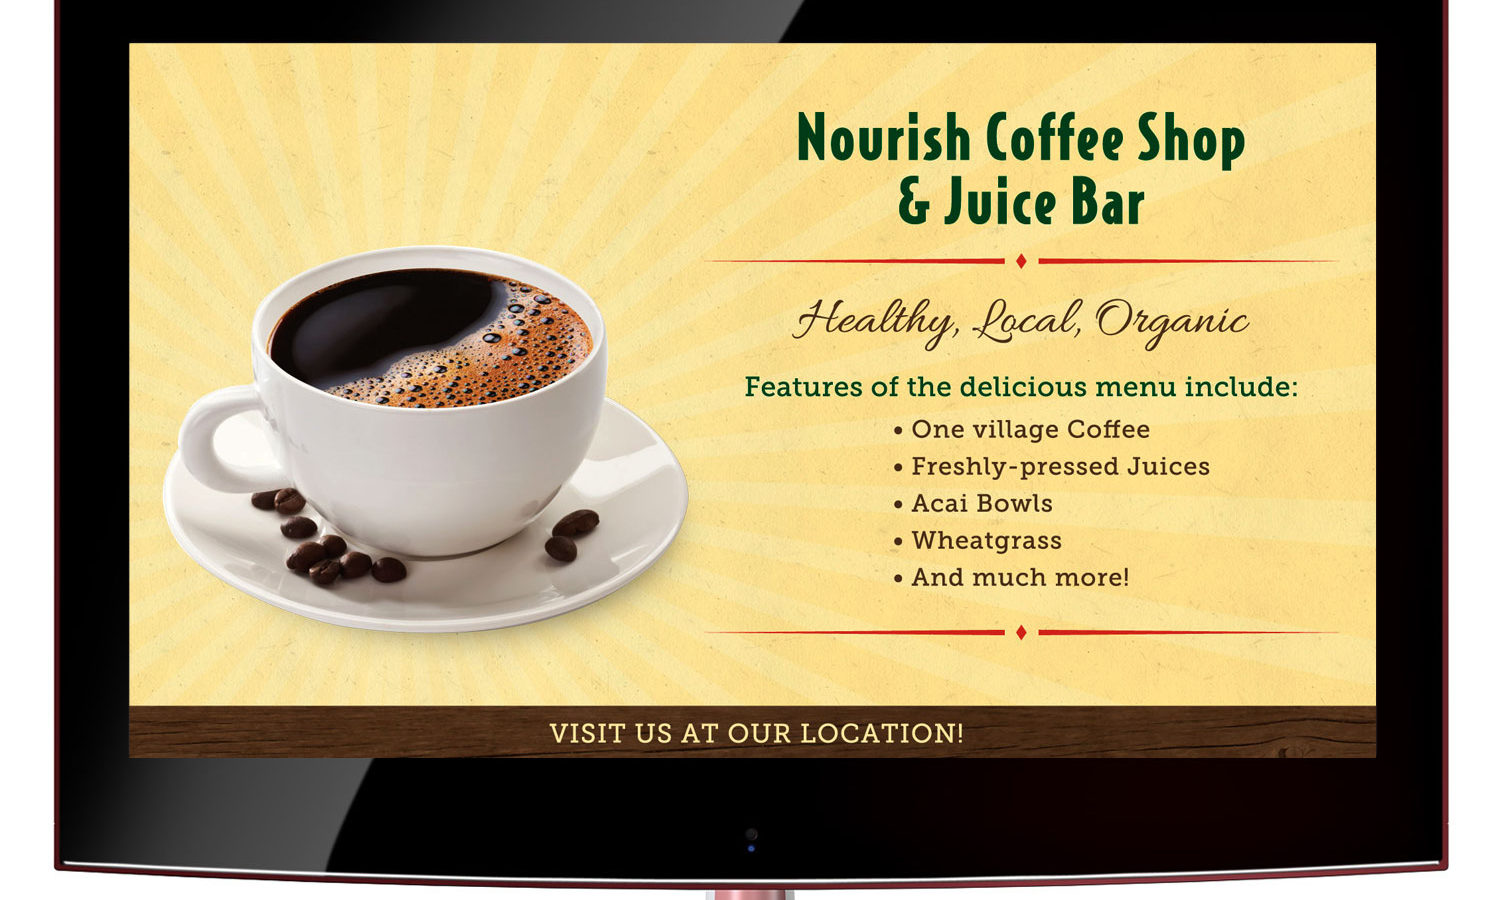 Nourish Coffee Shop
& Juice Bar
Healthy, Local, Organic
Features of the delicious menu include:
• One village Coffee
• Freshly-pressed Juices
• Acai Bowls
• Wheatgrass
• And much more!
VISIT US AT OUR LOCATION!